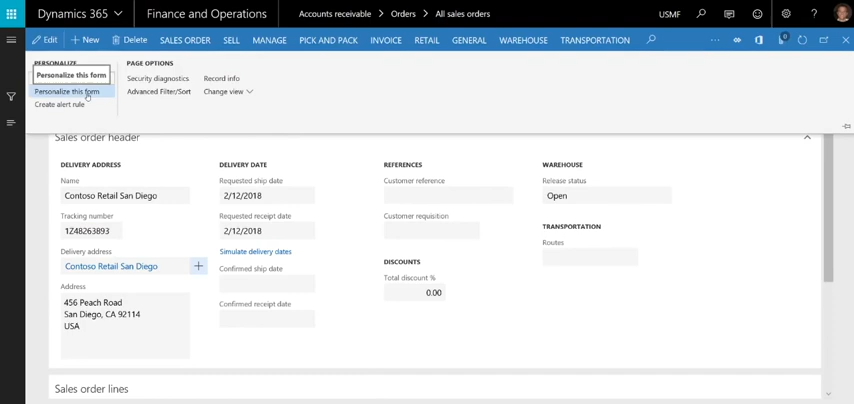 Dynamics 365 Finance and Operations Accounts receivable Orders All sales orders USMF
Edit New Delete SALES ORDER SELL MANAGE PICK AND PACK INVOICE RETAIL GENERAL WAREHOUSE TRANSPORTATION 0
PERSONALIZE PAGE OPTIONS
Personalize this form Security diagnostics Record info
Personalize this form Advanced Filter/Sort Change view
Create alert rule
Sales order header
DELIVERY ADDRESS DELIVERY DATE REFERENCES WAREHOUSE
Name Requested ship date Customer reference Release status
Contoso Retail San Diego 2/12/2018 Open
Tracking number Requested receipt date Customer requisition TRANSPORTATION
1Z48263893 2/12/2018 Routes
Delivery address Simulate delivery dates
Contoso Retail San Diego Confirmed ship date DISCOUNTS
Total discount %
Address 0.00
456 Peach Road Confirmed receipt date
San Diego, CA 92114
USA
Sales order lines